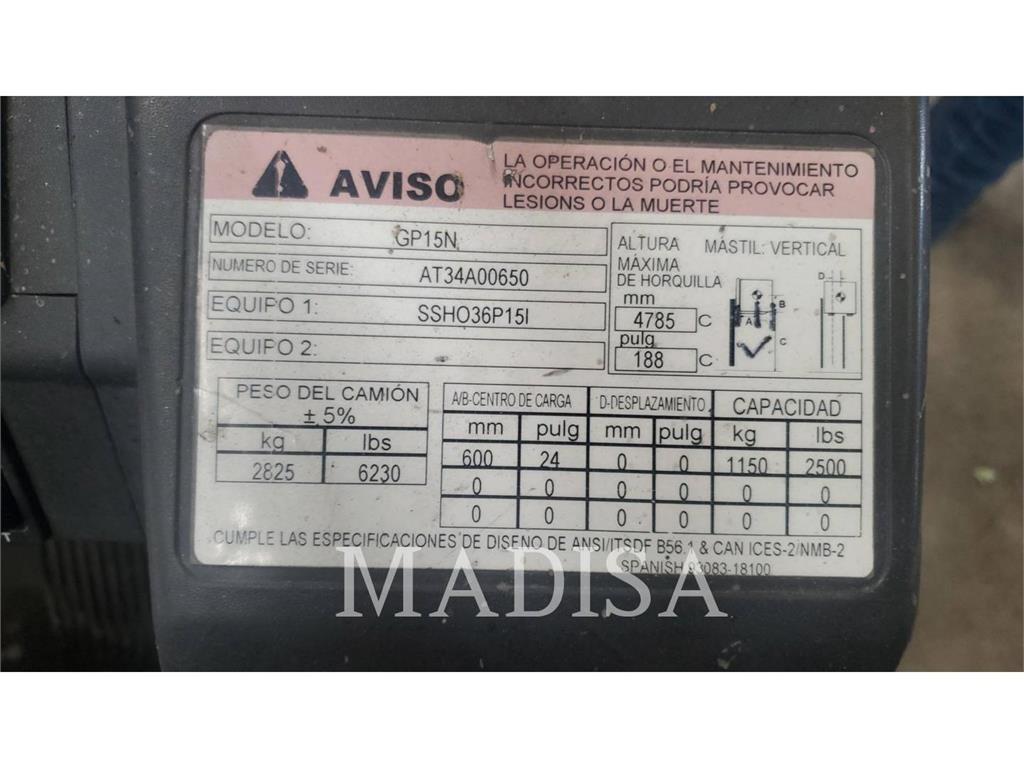 AVISO
LA OPERACIÓN O EL MANTENIMIENTO
INCORRECTOS PODRÍA PROVOCAR
LESIONS O LA MUERTE
MODELO: GP15N
NUMERO DE SERIE: AT34A00650
EQUIPO 1: SSHO36P15I
EQUIPO 2:
ALTURA MÁSTIL: VERTICAL
MÁXIMA
DE HORQUILLA
mm
4785 C
pulg
188 C
D
B
A
C
PESO DEL CAMIÓN
± 5%
kg lbs
2825 6230
A/B-CENTRO DE CARGA D-DESPLAZAMIENTO CAPACIDAD
mm pulg mm pulg kg lbs
600 24 0 0 1150 2500
0 0 0 0 0 0
0 0 0 0 0 0
CUMPLE LAS ESPECIFICACIONES DE DISENO DE ANSI/ITSDF B56.1 & CAN ICES-2/NMB-2
SPANISH 93083-18100
MADISA